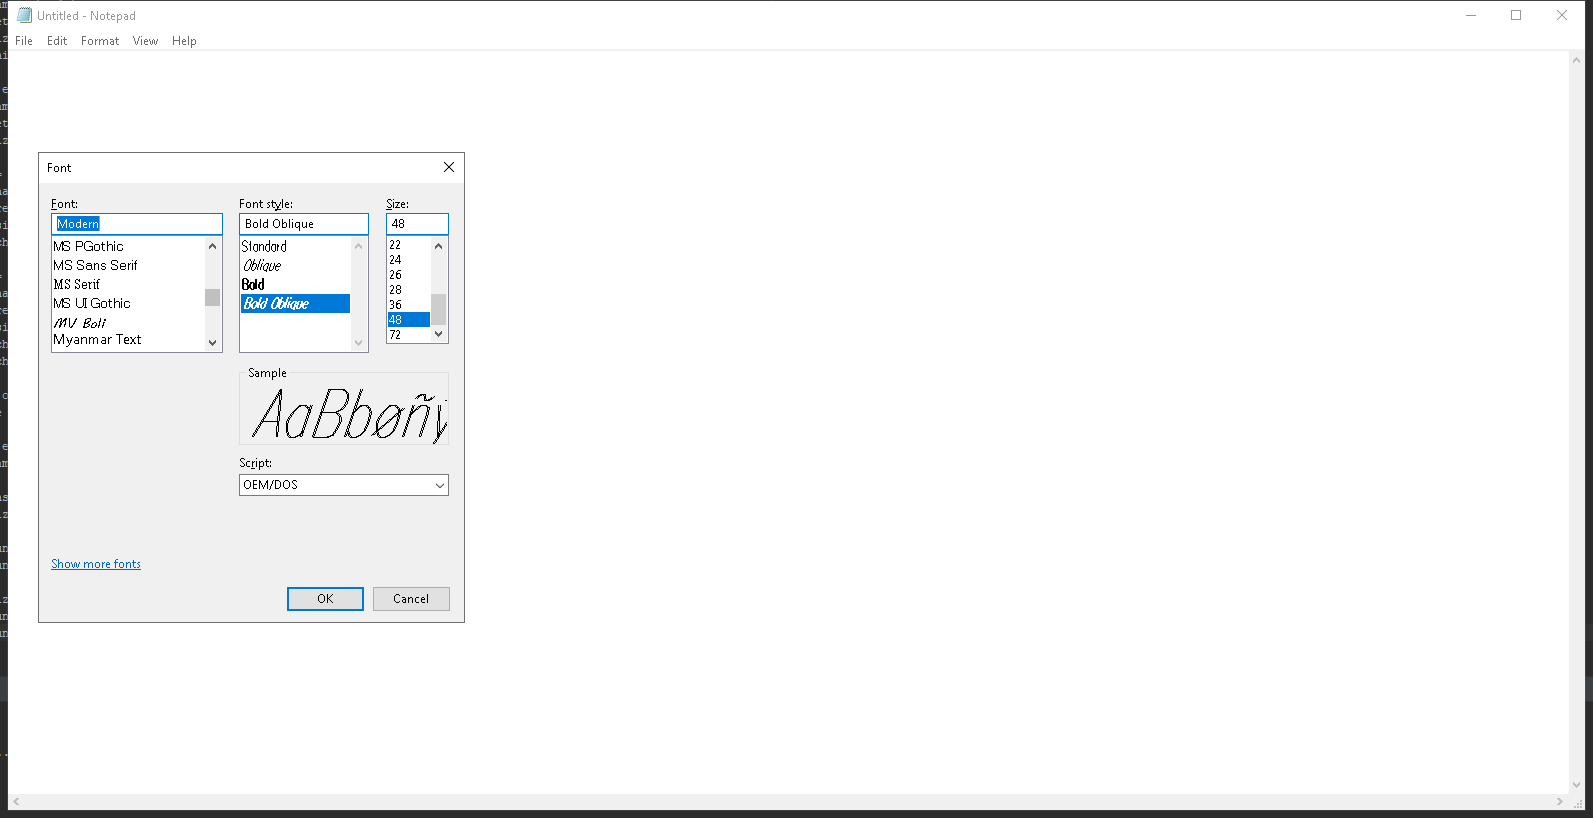 Untitled - Notepad
File Edit Format View Help
Font
Font: Font style: Size:
Modern Bold Oblique 48
MS PGothic
MS Sans Serif
MS Serif
MS UI Gothic
MV Boli
Myanmar Text
Standard
Oblique
Bold
Bold Oblique
22
24
26
28
36
48
72
Sample
AaBbøñý
Script:
OEM/DOS
Show more fonts
OK Cancel